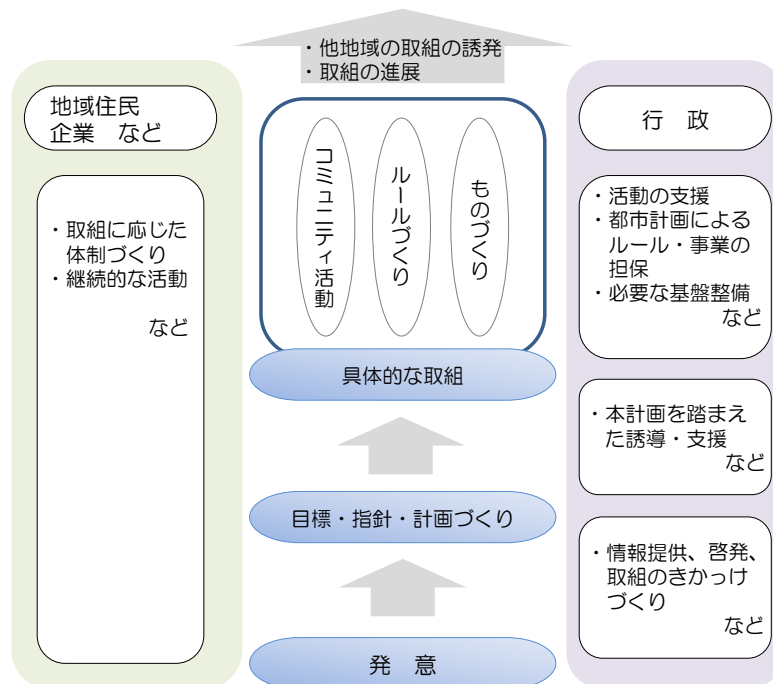 ・他地域の取組の誘発
・取組の進展
地域住民
企業　など
・取組に応じた
体制づくり
・継続的な活動
など
コミュニティ活動
ルールづくり
ものづくり
具体的な取組
目標・指針・計画づくり
発　意
行　政
・活動の支援
・都市計画による
ルール・事業の
担保
・必要な基盤整備
など
・本計画を踏まえ
た誘導・支援
など
・情報提供、啓発、
取組のきかっけ
づくり
など